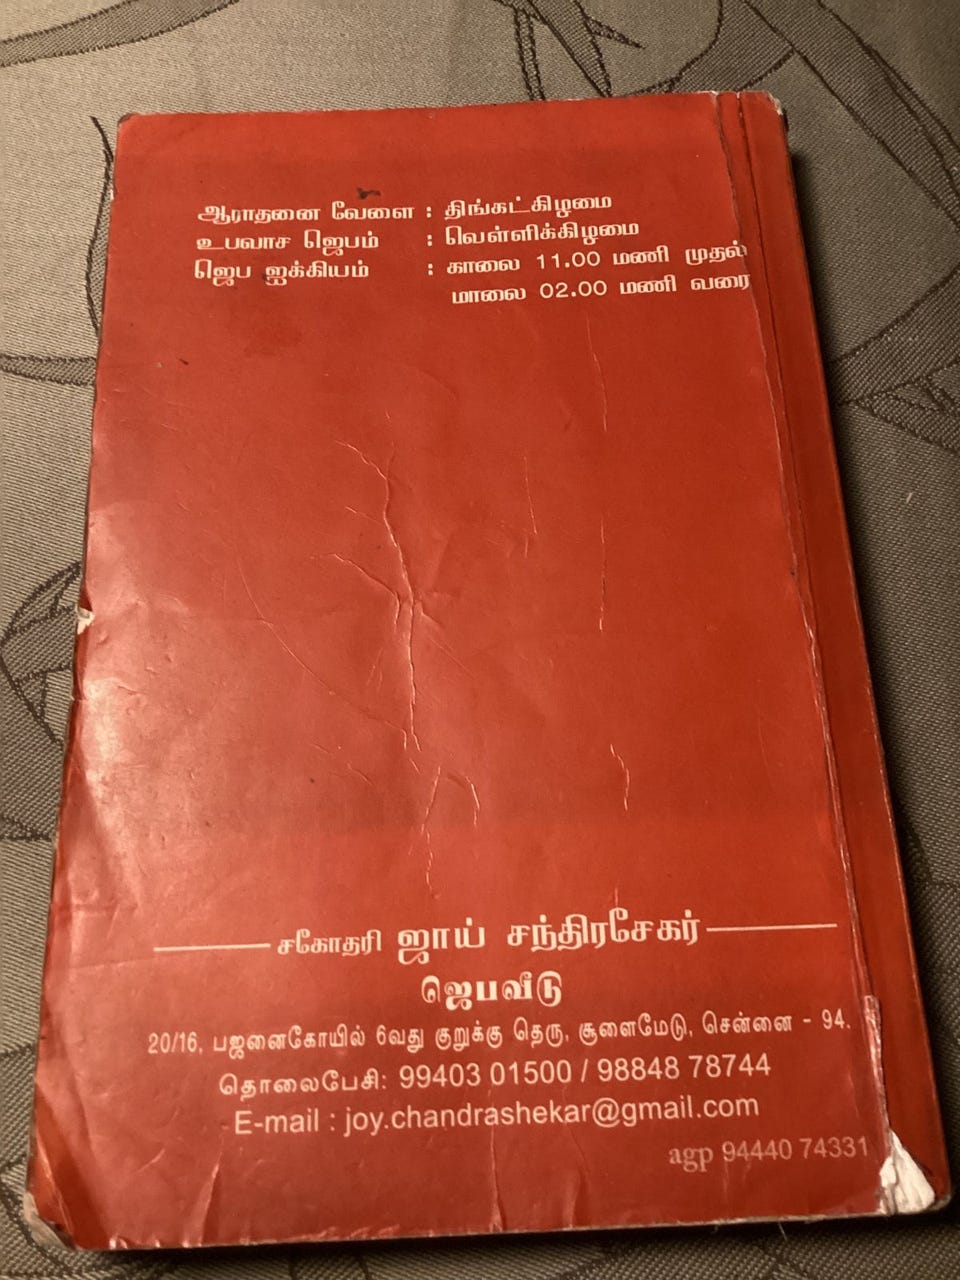 ஆராதனை வேளை : திங்கட்கிழமை
உபவாச ஜெபம் : வெள்ளிக்கிழமை
ஜெப ஐக்கியம் : காலை 11.00 மணி முதல்
மாலை 02.00 மணி வரை
சகோதரி ஜாய் சந்திரசேகர்
ஜெபவீடு
20/16, பஜனைகோயில் 6வது குறுக்கு தெரு, சூளைமேடு, சென்னை - 94.
தொலைபேசி: 99403 01500 / 98848 78744
E-mail : joy.chandrashekar@gmail.com
agp 94440 74331